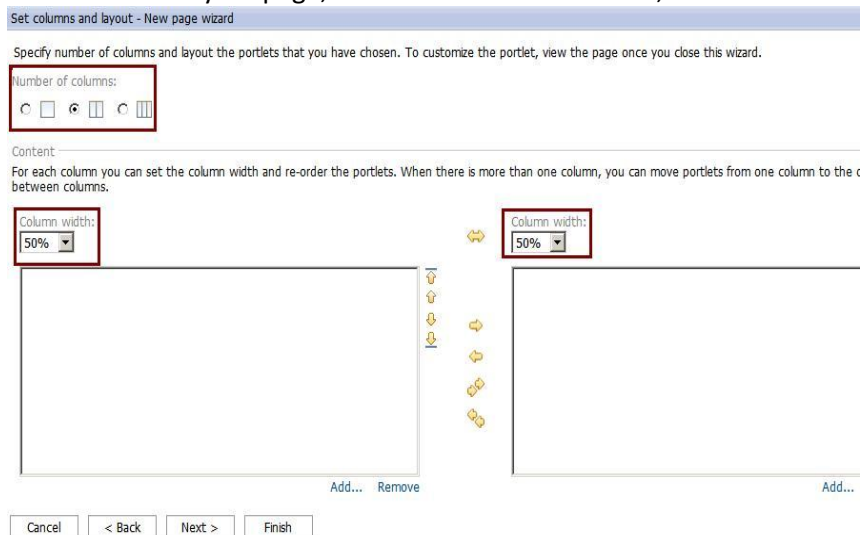 Set columns and layout - New page wizard
Specify number of columns and layout the portlets that you have chosen. To customize the portlet, view the page once you close this wizard.
Number of columns:
Content
For each column you can set the column width and re-order the portlets. When there is more than one column, you can move portlets from one column to the
between columns.
Column width:
50%
Column width:
50%
Add... Remove
Add...
Cancel
< Back
Next >
Finish